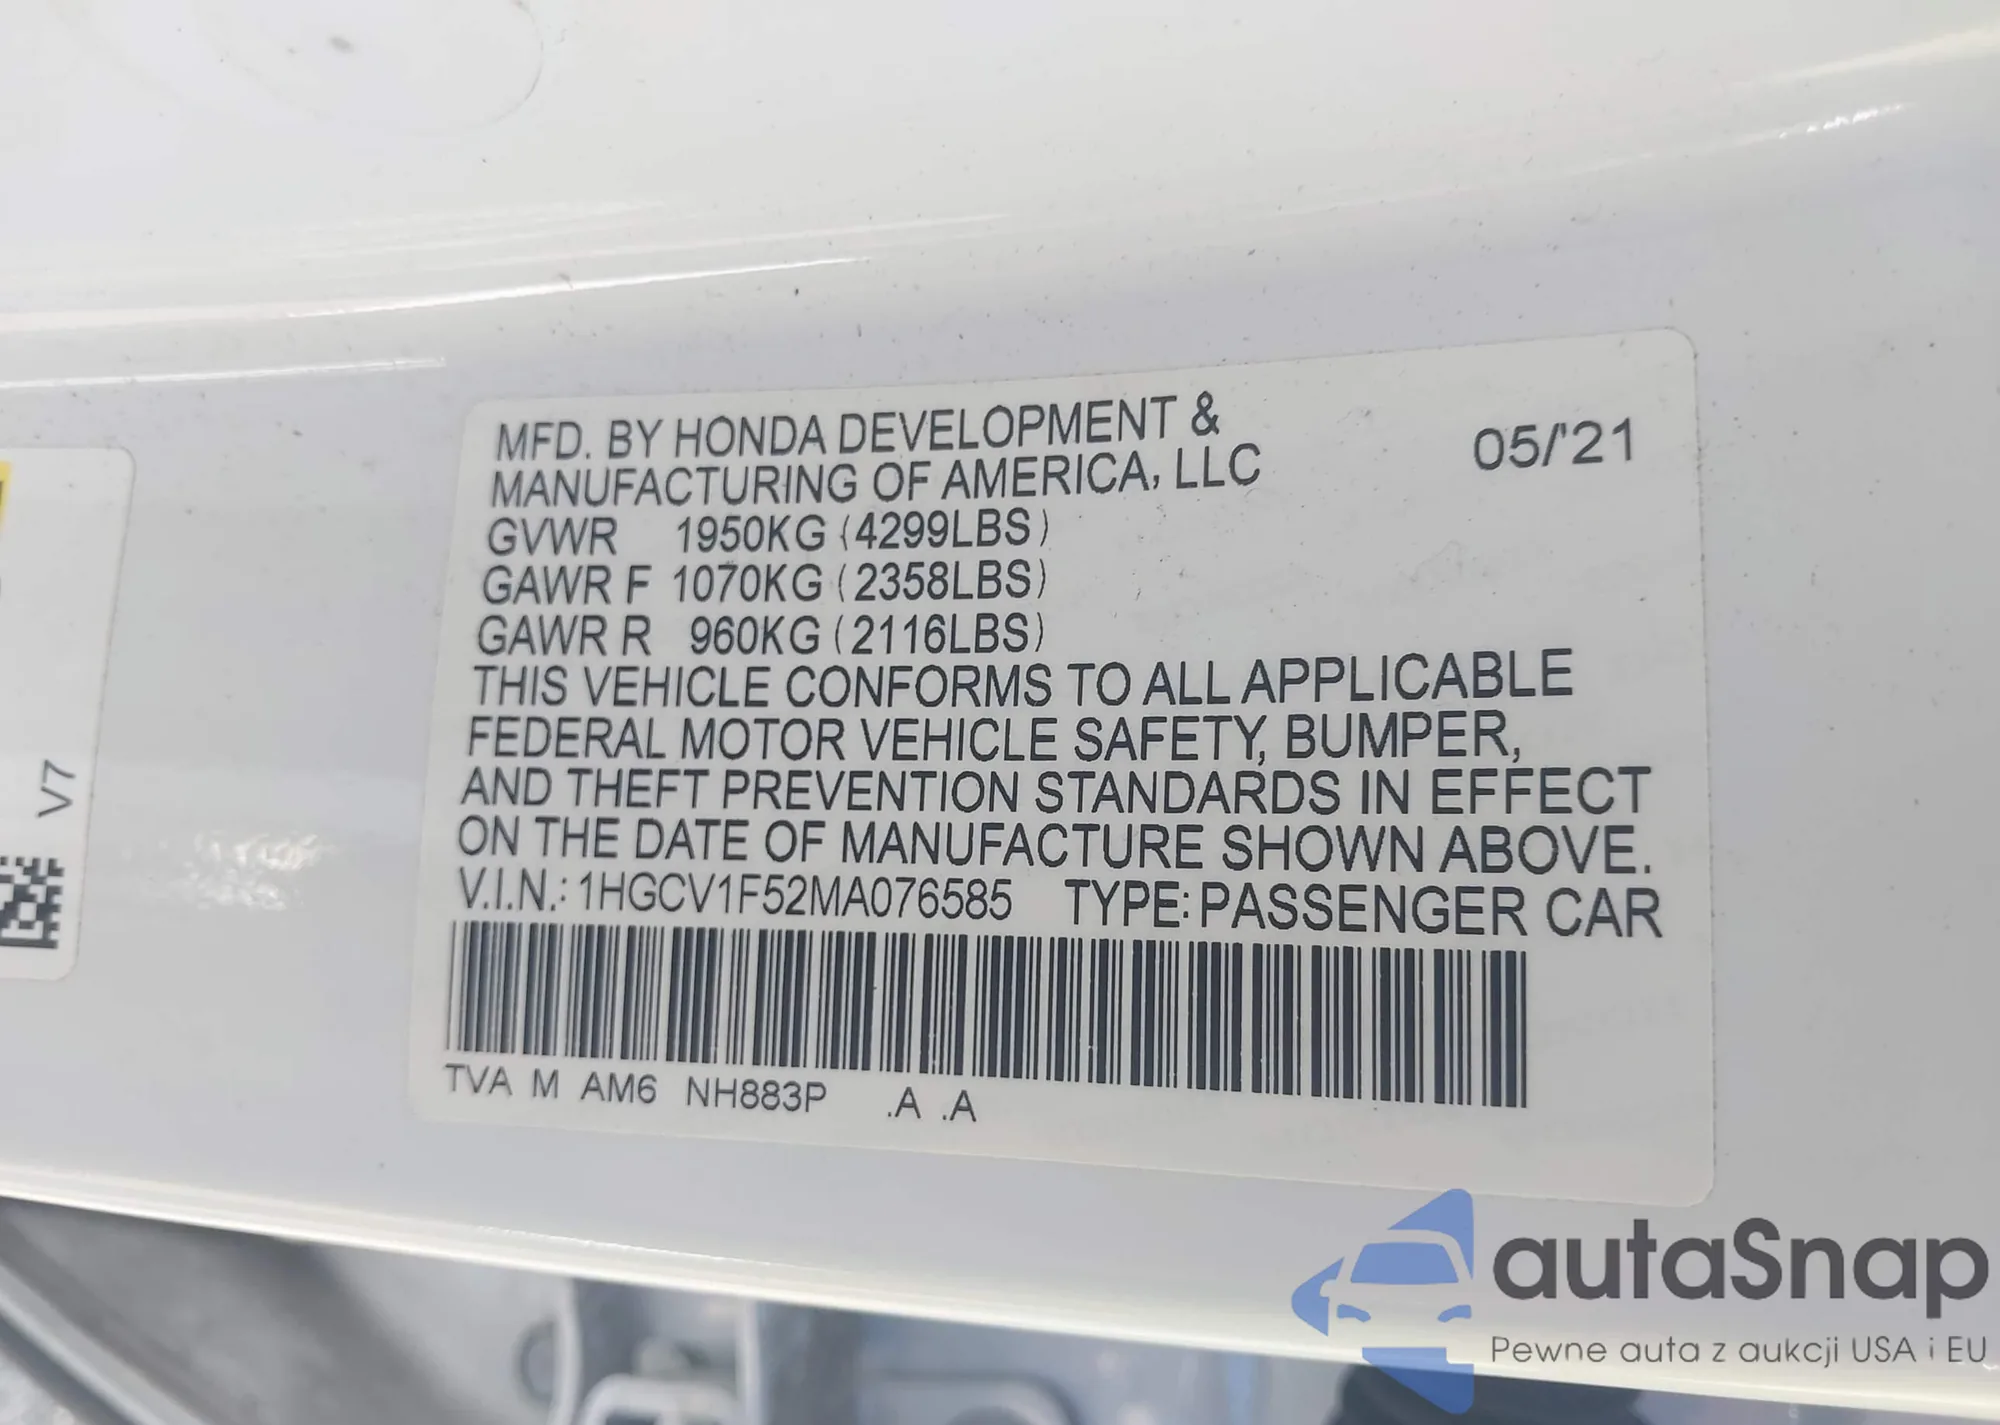 MFD. BY HONDA DEVELOPMENT &
MANUFACTURING OF AMERICA, LLC
05/'21
GVWR 1950KG (4299LBS)
GAWR F 1070KG (2358LBS)
GAWR R 960KG (2116LBS)
THIS VEHICLE CONFORMS TO ALL APPLICABLE
FEDERAL MOTOR VEHICLE SAFETY, BUMPER,
AND THEFT PREVENTION STANDARDS IN EFFECT
ON THE DATE OF MANUFACTURE SHOWN ABOVE.
V.I.N.: 1HGCV1F52MA076585 TYPE: PASSENGER CAR
TVA M AM6 NH883P .A .A
V7
autaSnap
Pewne auta z aukcji USA i EU